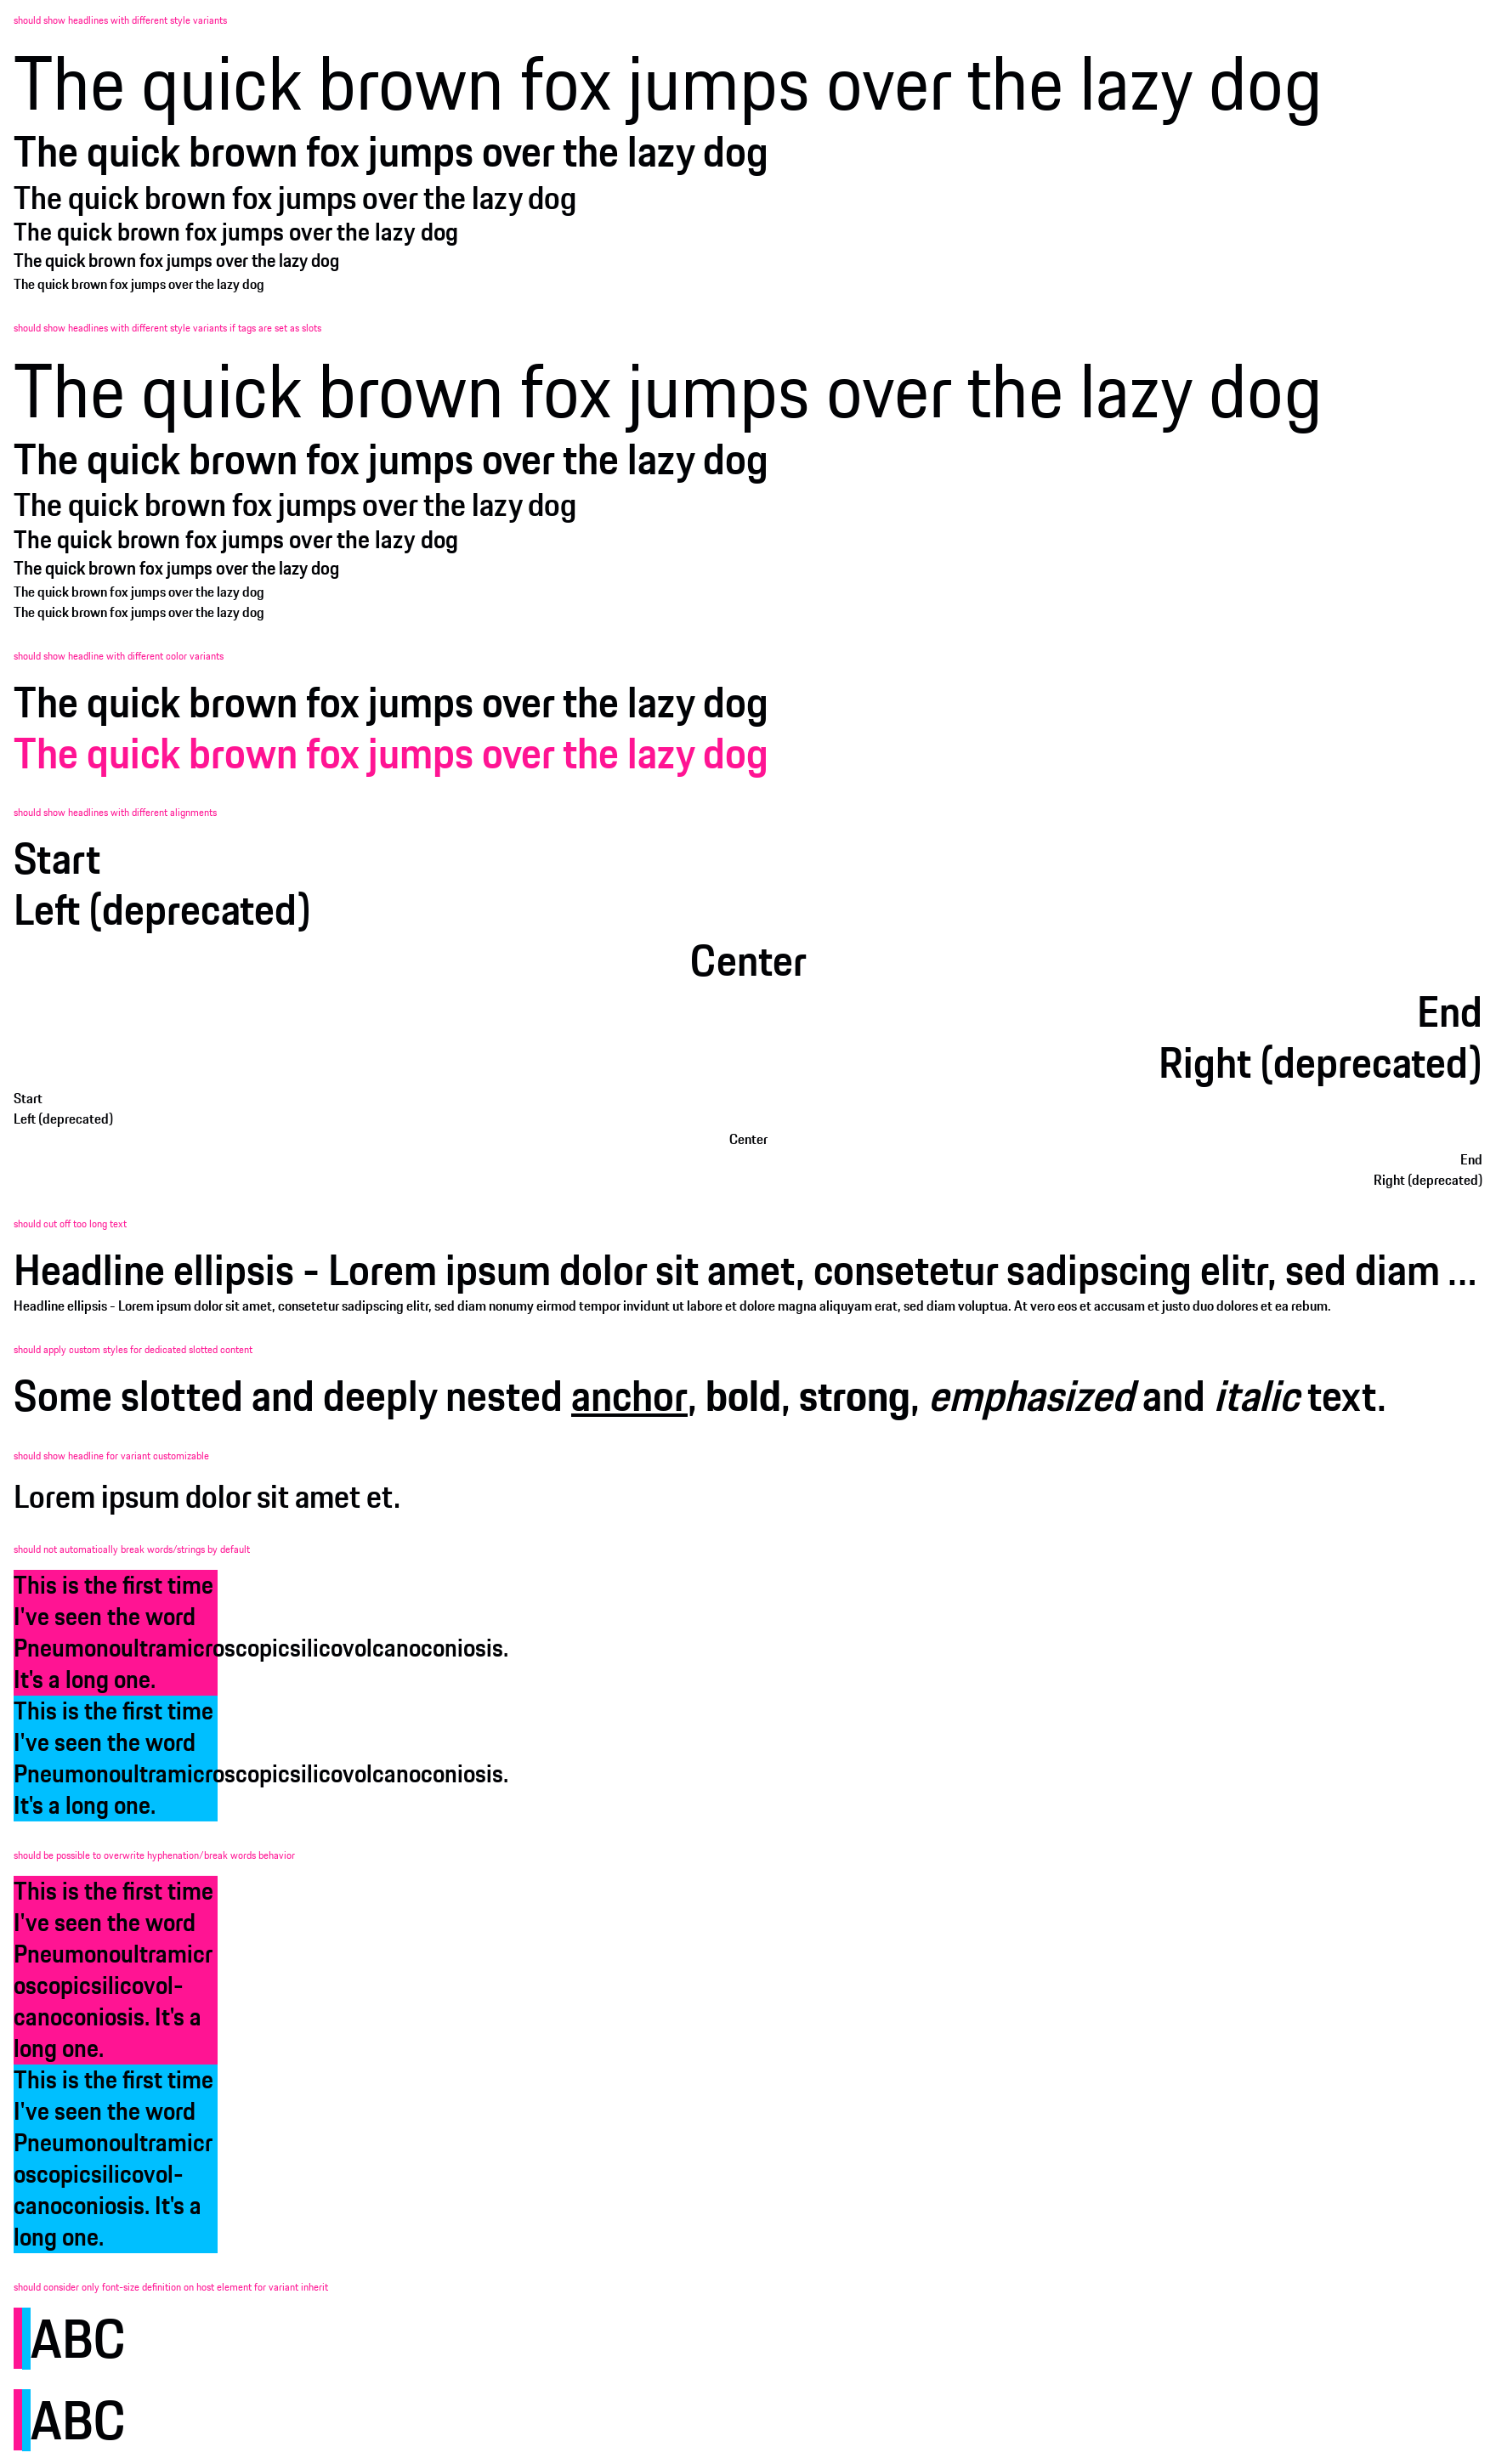 should show headlines with different style variants
The quick brown fox jumps over the lazy dog
The quick brown fox jumps over the lazy dog
The quick brown fox jumps over the lazy dog
The quick brown fox jumps over the lazy dog
The quick brown fox jumps over the lazy dog
The quick brown fox jumps over the lazy dog
should show headlines with different style variants if tags are set as slots
The quick brown fox jumps over the lazy dog
The quick brown fox jumps over the lazy dog
The quick brown fox jumps over the lazy dog
The quick brown fox jumps over the lazy dog
The quick brown fox jumps over the lazy dog
The quick brown fox jumps over the lazy dog
The quick brown fox jumps over the lazy dog
should show headline with different color variants
The quick brown fox jumps over the lazy dog
The quick brown fox jumps over the lazy dog
should show headlines with different alignments
Start
Left (deprecated)
Center
End
Right (deprecated)
Start
Left (deprecated)
Center
End
Right (deprecated)
should cut off too long text
Headline ellipsis - Lorem ipsum dolor sit amet, consetetur sadipscing elitr, sed diam ...
Headline ellipsis - Lorem ipsum dolor sit amet, consetetur sadipscing elitr, sed diam nonumy eirmod tempor invidunt ut labore et dolore magna aliquyam erat, sed diam voluptua. At vero eos et accusam et justo duo dolores et ea rebum.
should apply custom styles for dedicated slotted content
Some slotted and deeply nested anchor, bold, strong, emphasized and italic text.
should show headline for variant customizable
Lorem ipsum dolor sit amet et.
should not automatically break words/strings by default
This is the first time
I've seen the word
Pneumonoultramicroscopicsilicovolcanoconiosis.
It's a long one.
This is the first time
I've seen the word
Pneumonoultramicroscopicsilicovolcanoconiosis.
It's a long one.
should be possible to overwrite hyphenation/break words behavior
This is the first time
I've seen the word
Pneumonoultramicr
oscopicsilicovol-
canoconiosis. It's a
long one.
This is the first time
I've seen the word
Pneumonoultramicr
oscopicsilicovol-
canoconiosis. It's a
long one.
should consider only font-size definition on host element for variant inherit
ABC
ABC